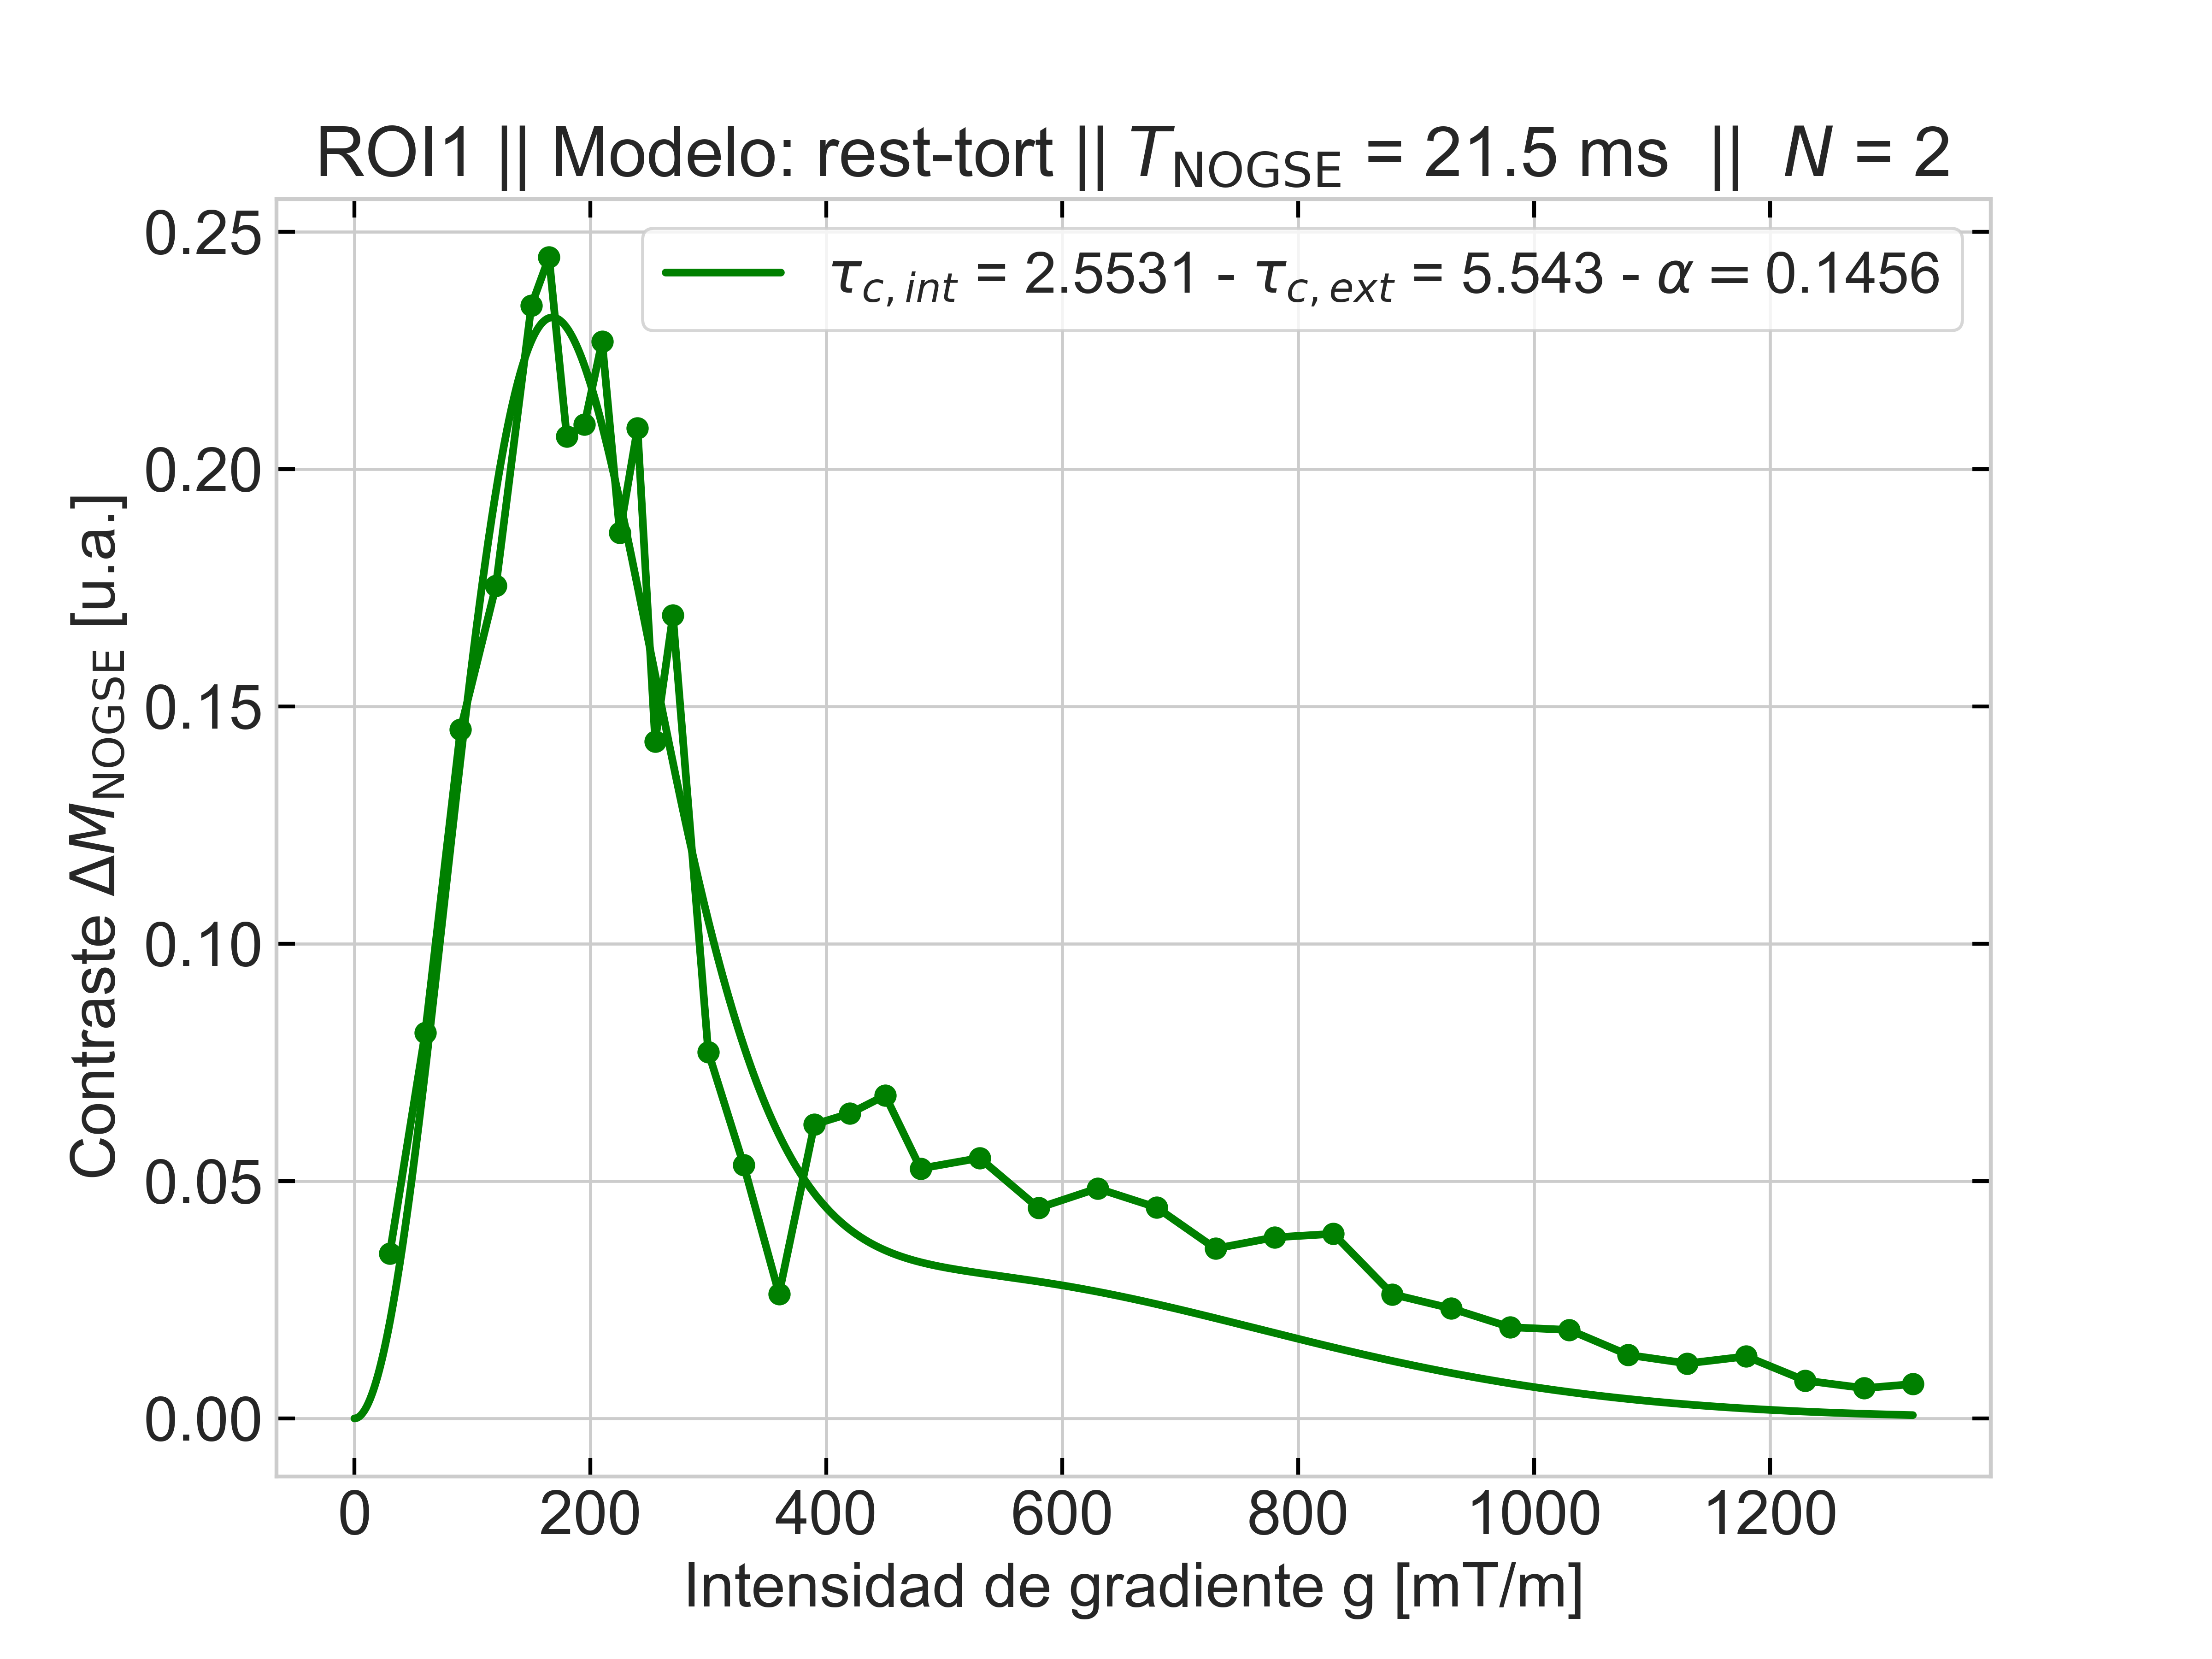 ROI1 || Modelo: rest-tort || T_NOGSE = 21.5 ms || N = 2
τ_c,int = 2.5531 - τ_c,ext = 5.543 - α = 0.1456
Contraste ΔM_NOGSE [u.a.]
0.25
0.20
0.15
0.10
0.05
0.00
0 200 400 600 800 1000 1200
Intensidad de gradiente g [mT/m]